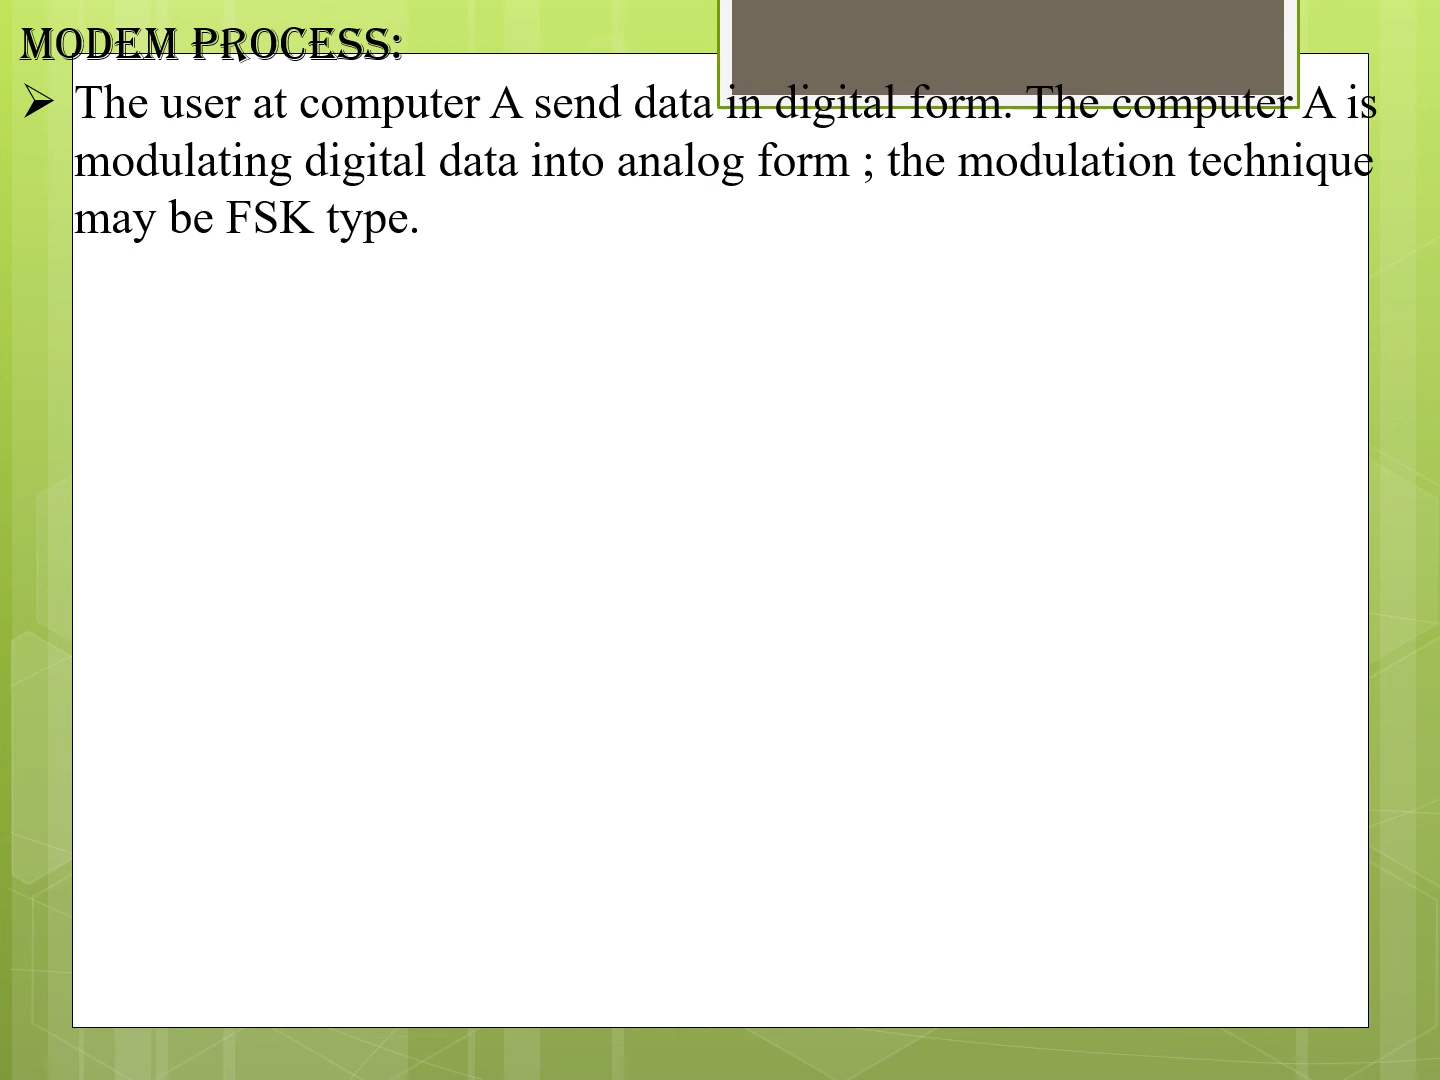 MODEM PROCESS:
➢ The user at computer A send data in digital form. The computer A is
modulating digital data into analog form ; the modulation technique
may be FSK type.